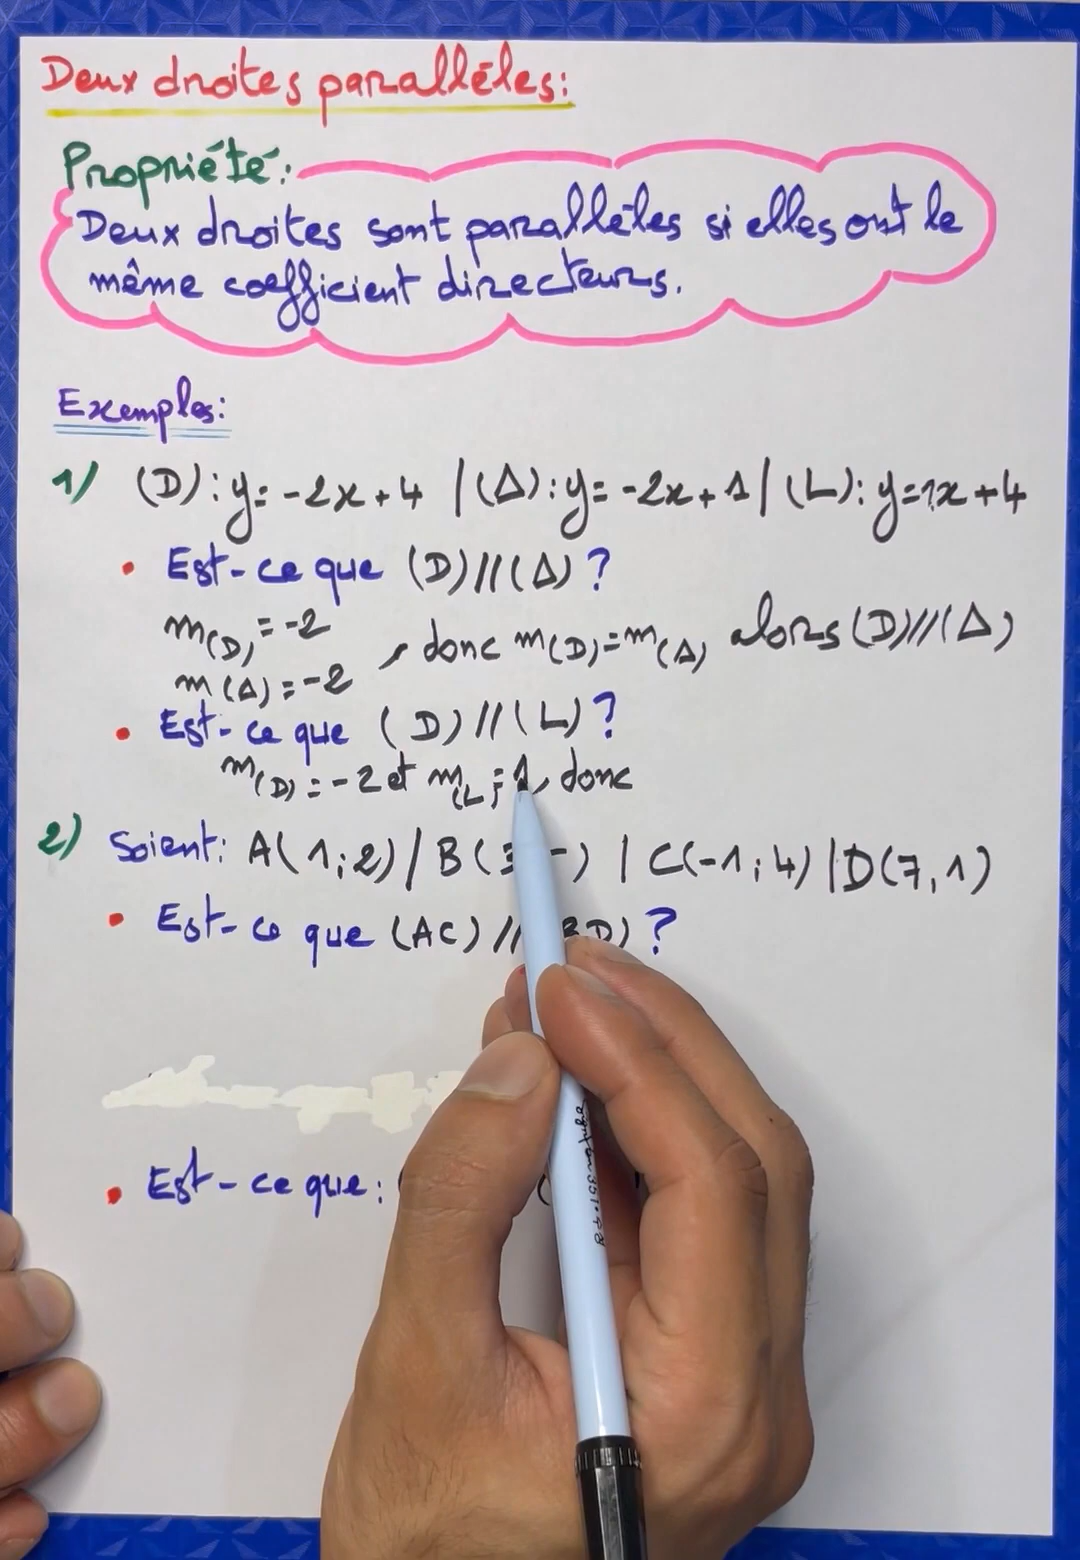 Deux droites parallèles:
Propriété:
Deux droites sont parallèles si elles ont le
même coefficient directeurs.
Exemples:
1/ (D): y= -2x+4 | (Δ): y= -2x+1 | (L): y=1x+4
• Est-ce que (D)//(Δ)?
m(D) = -2
m(Δ) = -2 , donc m(D)=m(Δ) alors (D)//(Δ)
• Est-ce que (D)//(L)?
m(D) = -2 et m(L) = 1, donc
2) Soient: A(1;2) | B(3 ) | C(-1;4) | D(7,1)
• Est-ce que (AC) // BD)?
• Est-ce que: